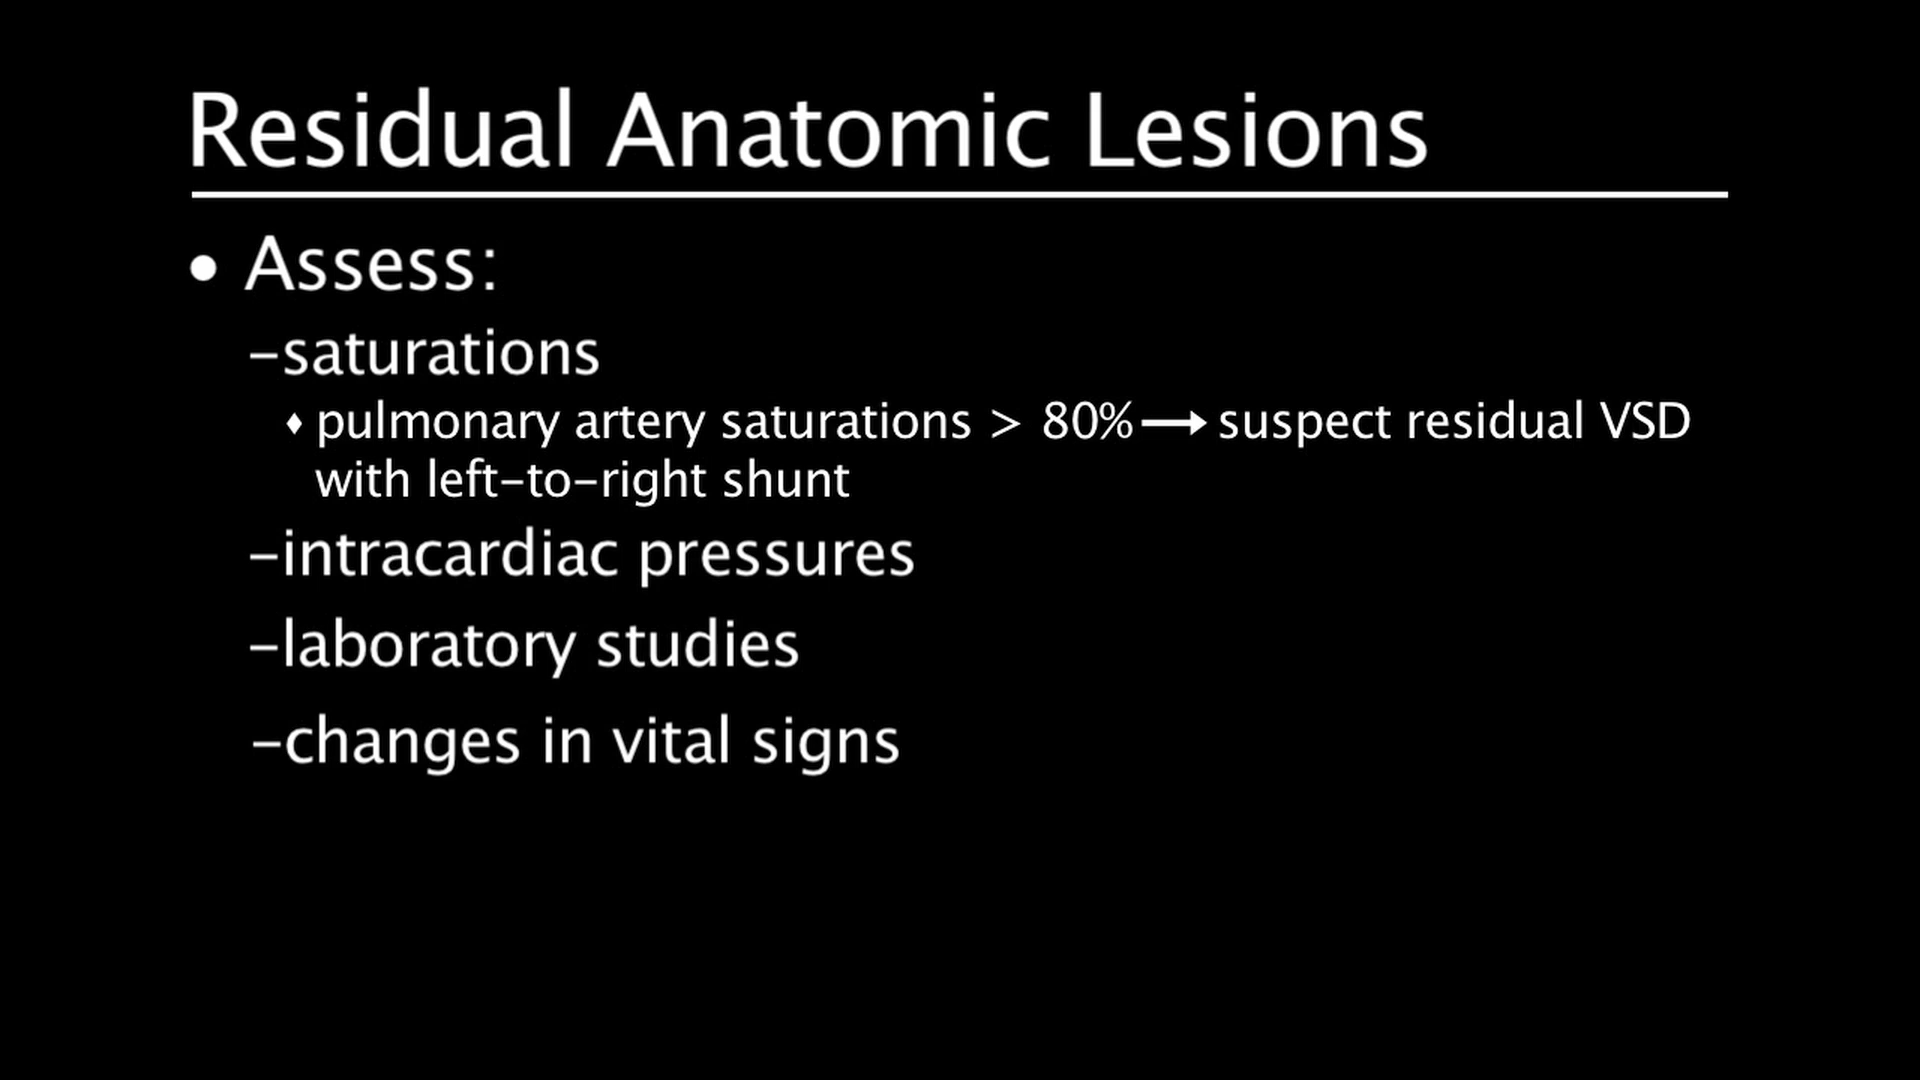 Residual Anatomic Lesions
• Assess:
–saturations
♦ pulmonary artery saturations > 80%⟶suspect residual VSD
with left–to–right shunt
–intracardiac pressures
–laboratory studies
–changes in vital signs